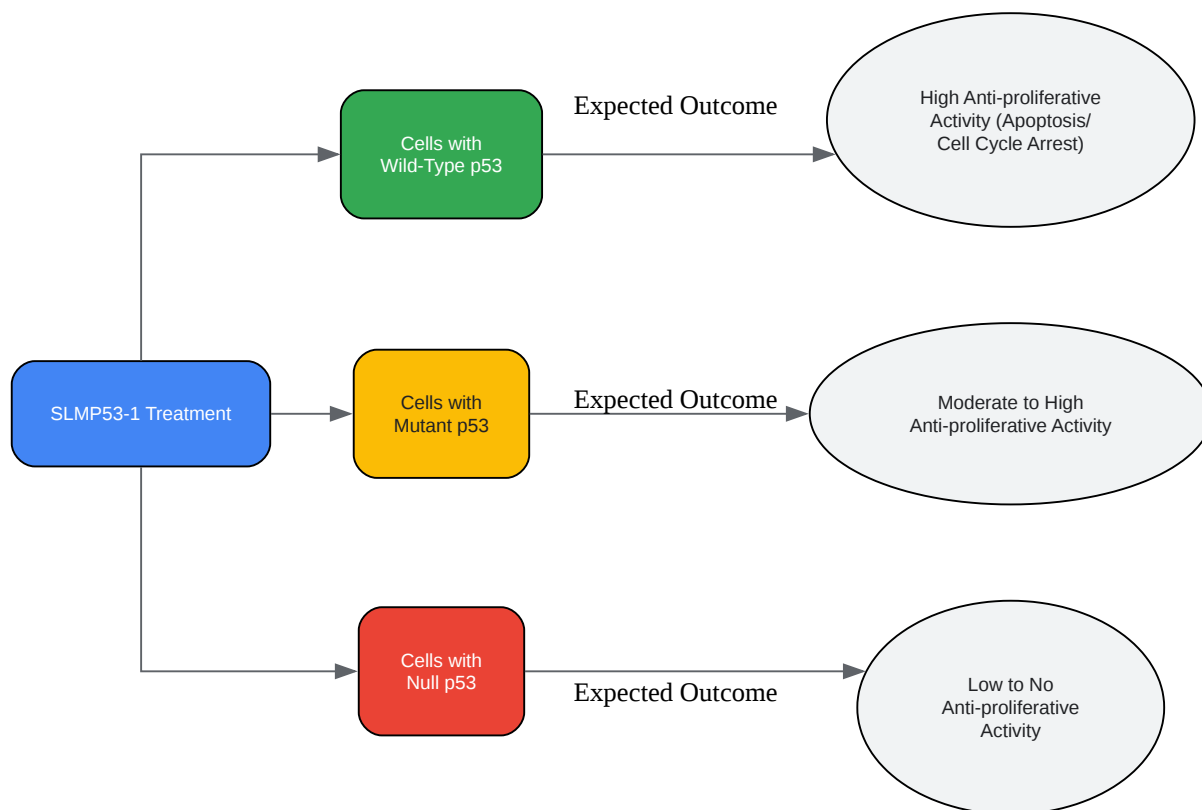 SLMP53-1 Treatment
Cells with
Wild-Type p53
Expected Outcome
High Anti-proliferative
Activity (Apoptosis/
Cell Cycle Arrest)
Cells with
Mutant p53
Expected Outcome
Moderate to High
Anti-proliferative Activity
Cells with
Null p53
Expected Outcome
Low to No
Anti-proliferative
Activity